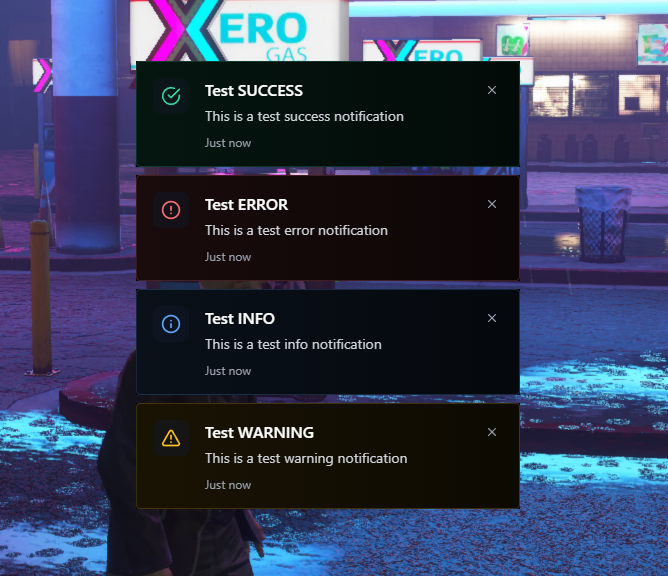 XERO
GAS
XERO
Test SUCCESS
This is a test success notification
Just now
Test ERROR
This is a test error notification
Just now
Test INFO
This is a test info notification
Just now
Test WARNING
This is a test warning notification
Just now